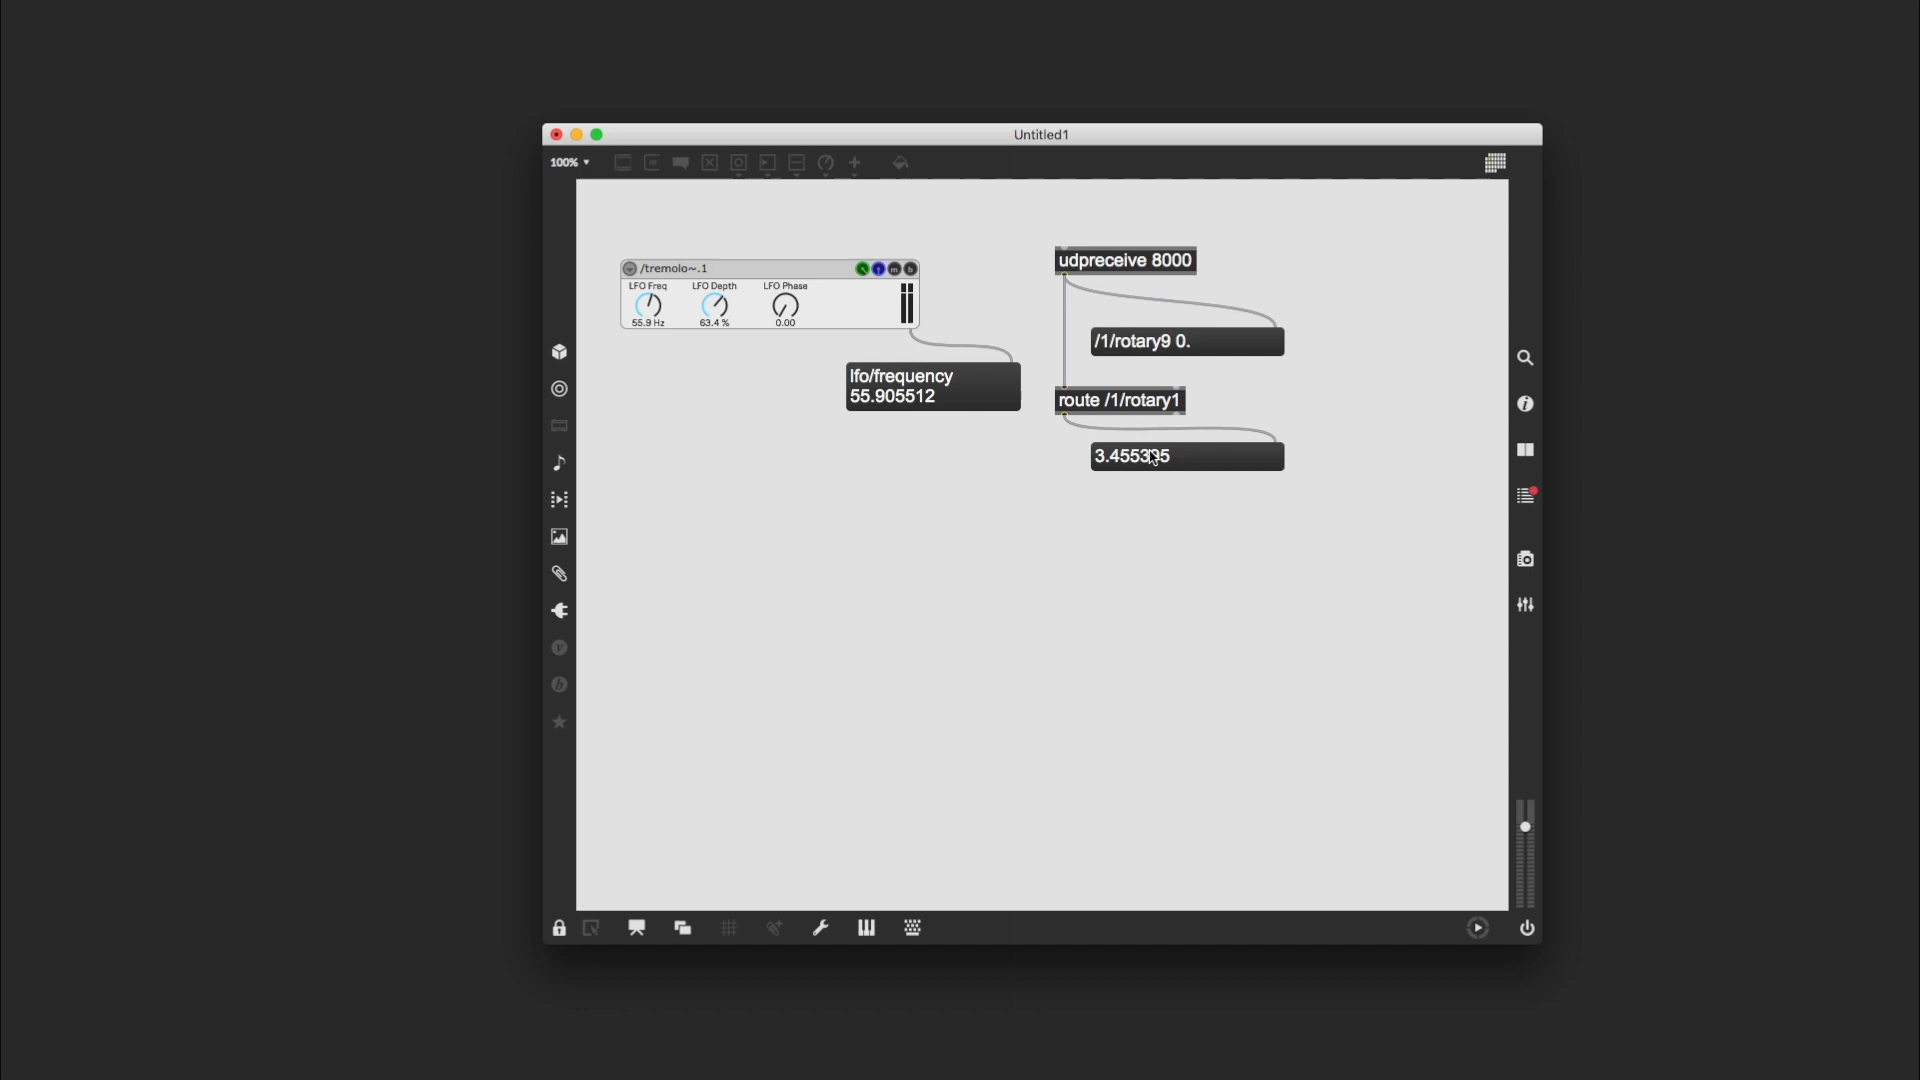 Untitled1
100%
/tremolo~.1
m
b
LFO Freq
LFO Depth
LFO Phase
55.9 Hz
63.4 %
0.00
lfo/frequency
55.905512
udpreceive 8000
/1/rotary9 0.
route /1/rotary1